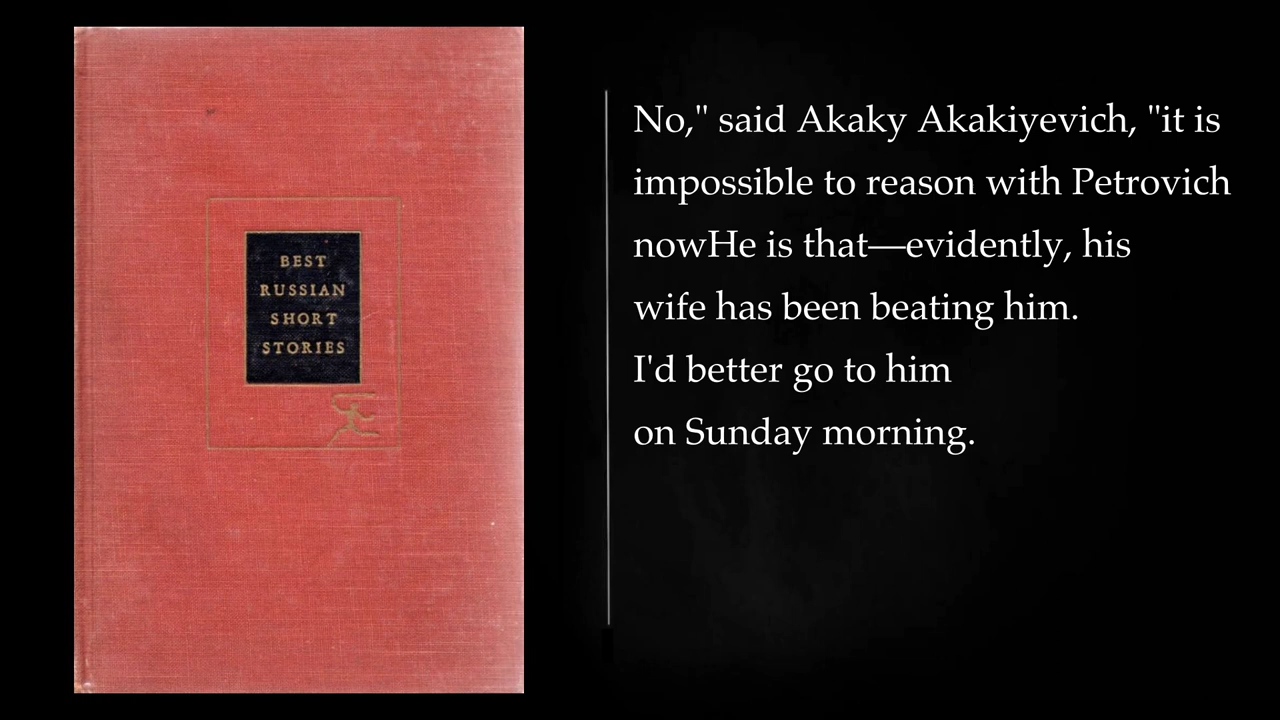 BEST
RUSSIAN
SHORT
STORIES
No," said Akaky Akakiyevich, "it is
impossible to reason with Petrovich
nowHe is that—evidently, his
wife has been beating him.
I'd better go to him
on Sunday morning.